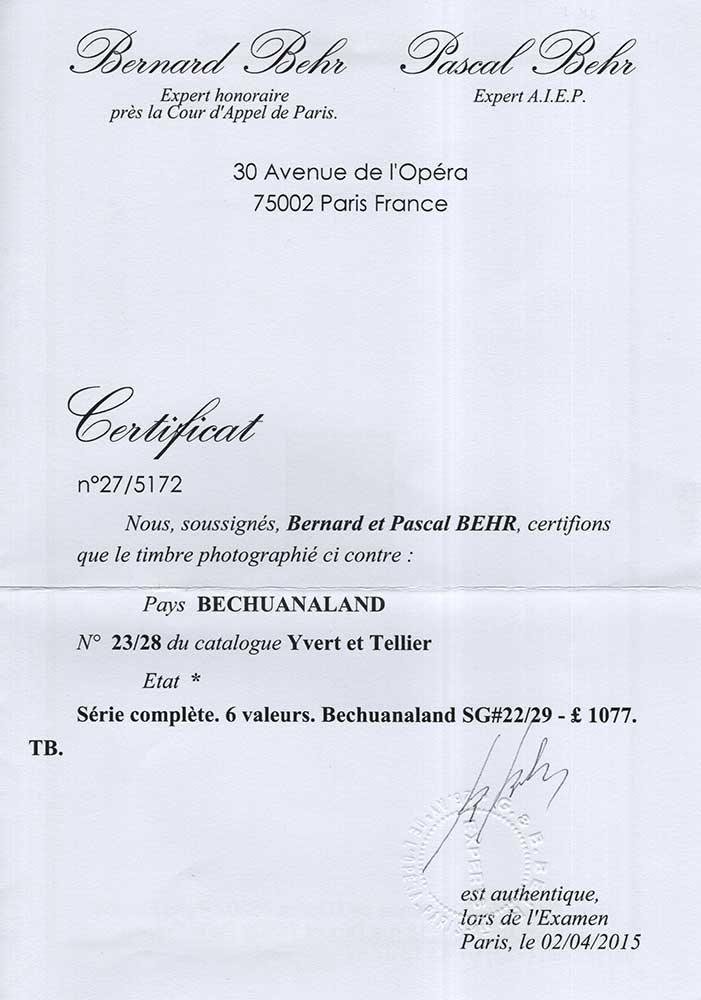 Bernard Behr
Expert honoraire
près la Cour d'Appel de Paris.
Pascal Behr
Expert A.I.E.P.
30 Avenue de l'Opéra
75002 Paris France
Certificat
n°27/5172
Nous, soussignés, Bernard et Pascal BEHR, certifions
que le timbre photographié ci contre :
Pays BECHUANALAND
N° 23/28 du catalogue Yvert et Tellier
Etat *
Série complète. 6 valeurs. Bechuanaland SG#22/29 - £ 1077.
TB.
est authentique,
lors de l'Examen
Paris, le 02/04/2015